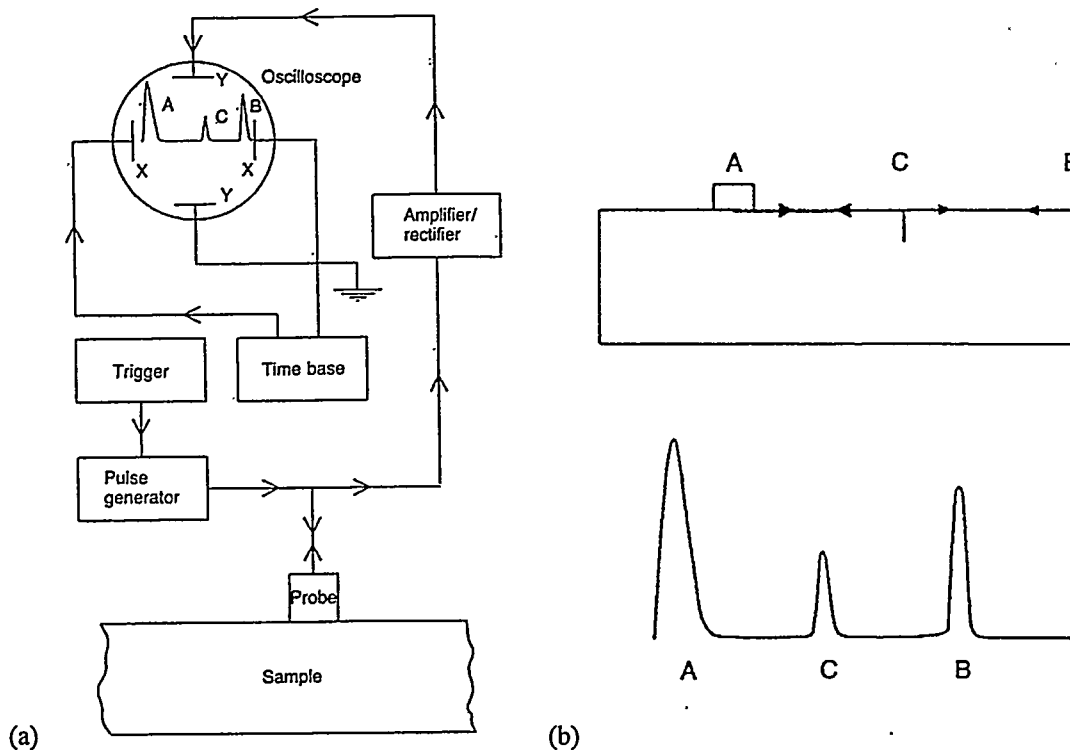 Y
Oscilloscope
A
C
B
X
X
Y
Amplifier/
rectifier
Trigger
Time base
Pulse
generator
Probe
Sample
(a)
A
C
A
C
B
(b)